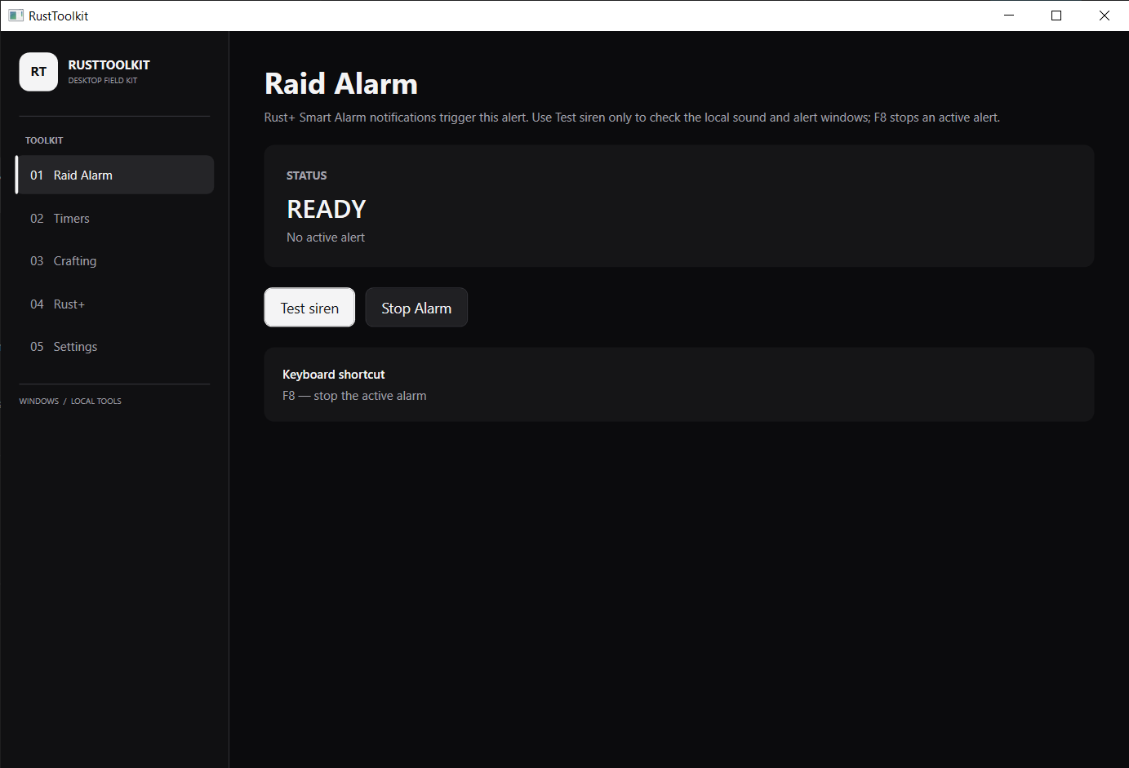 RustToolkit
RT
RUSTTOOLKIT
DESKTOP FIELD KIT
TOOLKIT
01 Raid Alarm
02 Timers
03 Crafting
04 Rust+
05 Settings
WINDOWS / LOCAL TOOLS
Raid Alarm
Rust+ Smart Alarm notifications trigger this alert. Use Test siren only to check the local sound and alert windows; F8 stops an active alert.
STATUS
READY
No active alert
Test siren
Stop Alarm
Keyboard shortcut
F8 — stop the active alarm